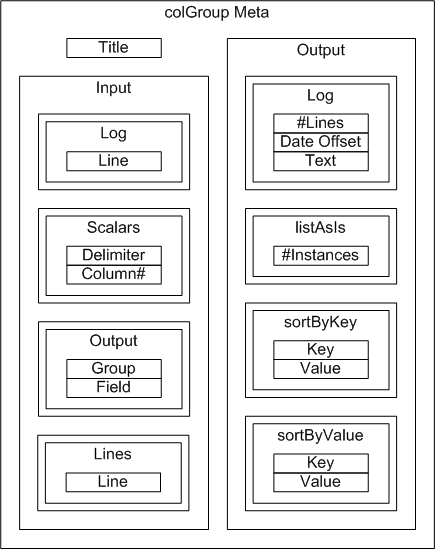 colGroup Meta
Title
Input
Log
Line
Scalars
Delimiter
Column#
Output
Group
Field
Lines
Line
Output
Log
#Lines
Date Offset
Text
listAsIs
#Instances
sortByKey
Key
Value
sortByValue
Key
Value